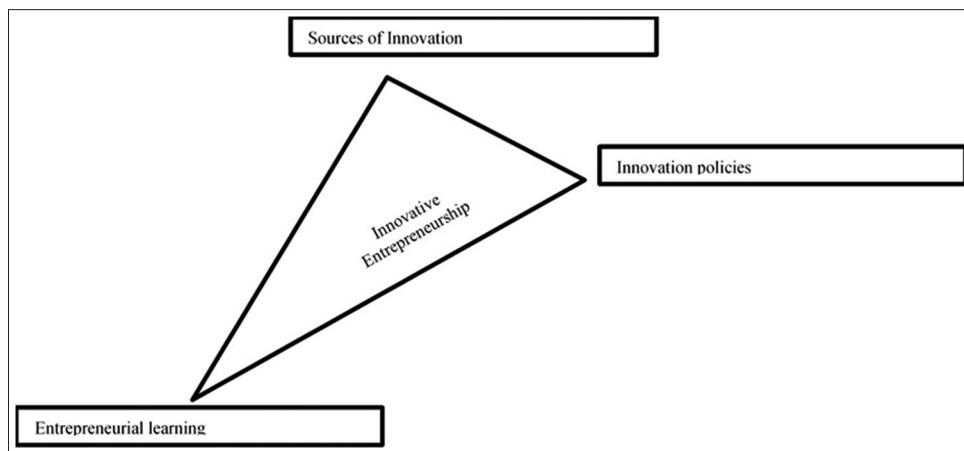 Sources of Innovation
Innovation policies
Innovative
Entrepreneurship
Entrepreneurial learning